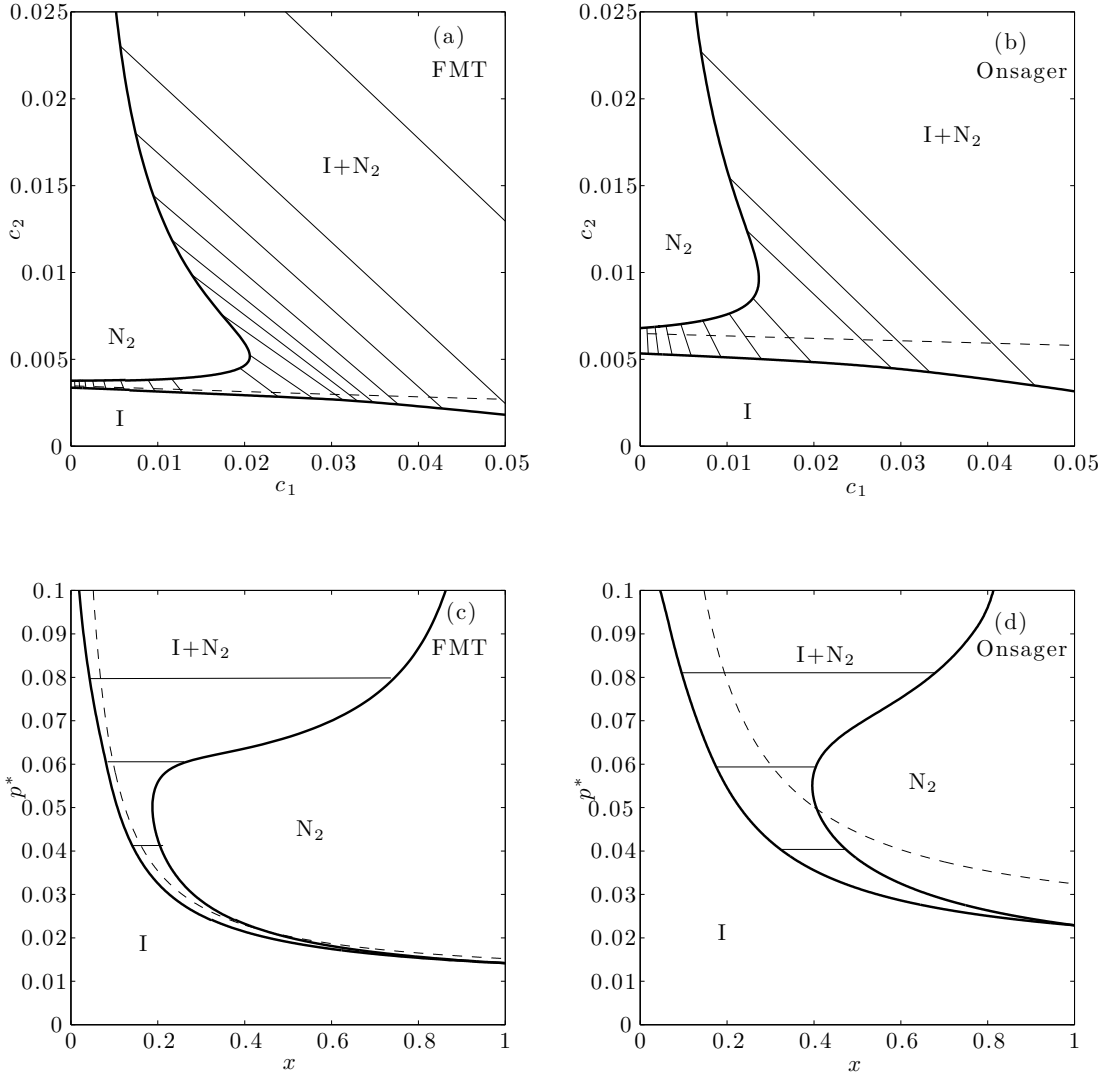 0.025
0.02
0.015
0.01
0.005
0
c₂
(a)
FMT
I+N₂
N₂
I
0 0.01 0.02 0.03 0.04 0.05
c₁
0.025
0.02
0.015
0.01
0.005
0
c₂
(b)
Onsager
I+N₂
N₂
I
0 0.01 0.02 0.03 0.04 0.05
c₁
0.1
0.09
0.08
0.07
0.06
0.05
0.04
0.03
0.02
0.01
0
p*
(c)
FMT
I+N₂
N₂
I
0 0.2 0.4 0.6 0.8 1
x
0.1
0.09
0.08
0.07
0.06
0.05
0.04
0.03
0.02
0.01
0
p*
(d)
Onsager
I+N₂
N₂
I
0 0.2 0.4 0.6 0.8 1
x